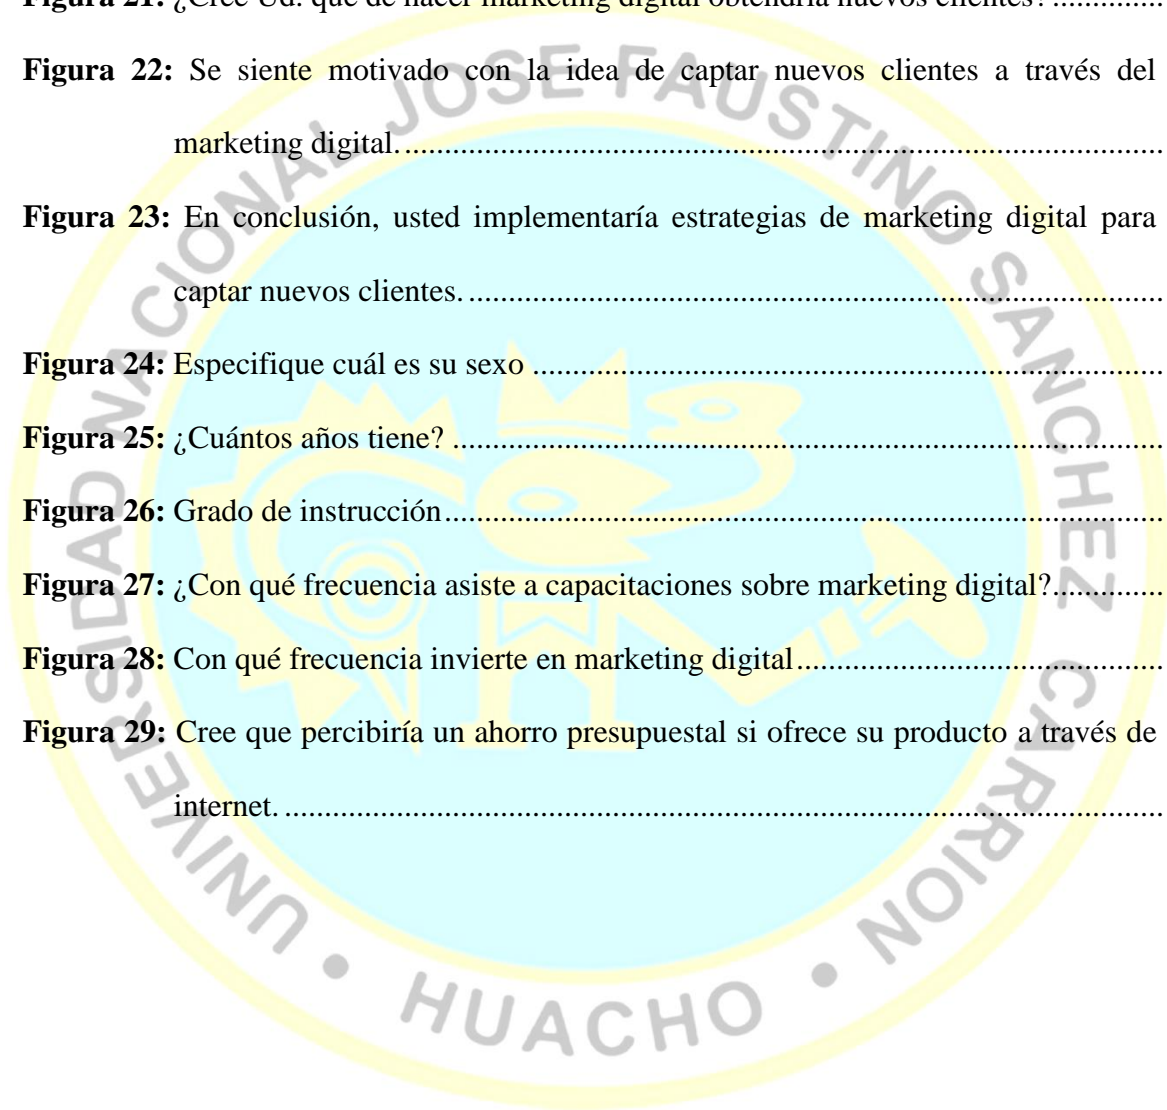 Figura 21: ¿Cree Ud. que de hacer marketing digital obtendría nuevos clientes? ..............
Figura 22: Se siente motivado con la idea de captar nuevos clientes a través del
marketing digital. ................................................................................................
Figura 23: En conclusión, usted implementaría estrategias de marketing digital para
captar nuevos clientes. ........................................................................................
Figura 24: Especifique cuál es su sexo ................................................................................
Figura 25: ¿Cuántos años tiene? ..........................................................................................
Figura 26: Grado de instrucción ...........................................................................................
Figura 27: ¿Con qué frecuencia asiste a capacitaciones sobre marketing digital? ..............
Figura 28: Con qué frecuencia invierte en marketing digital ..............................................
Figura 29: Cree que percibiría un ahorro presupuestal si ofrece su producto a través de
internet. ...............................................................................................................
UNIVERSIDAD NACIONAL JOSE FAUSTINO SANCHEZ CARRION • HUACHO •